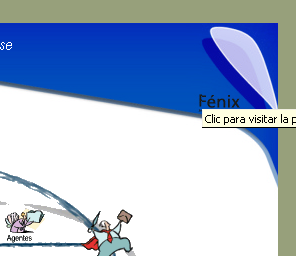 se
Fénix
Clic para visitar la p
Agentes